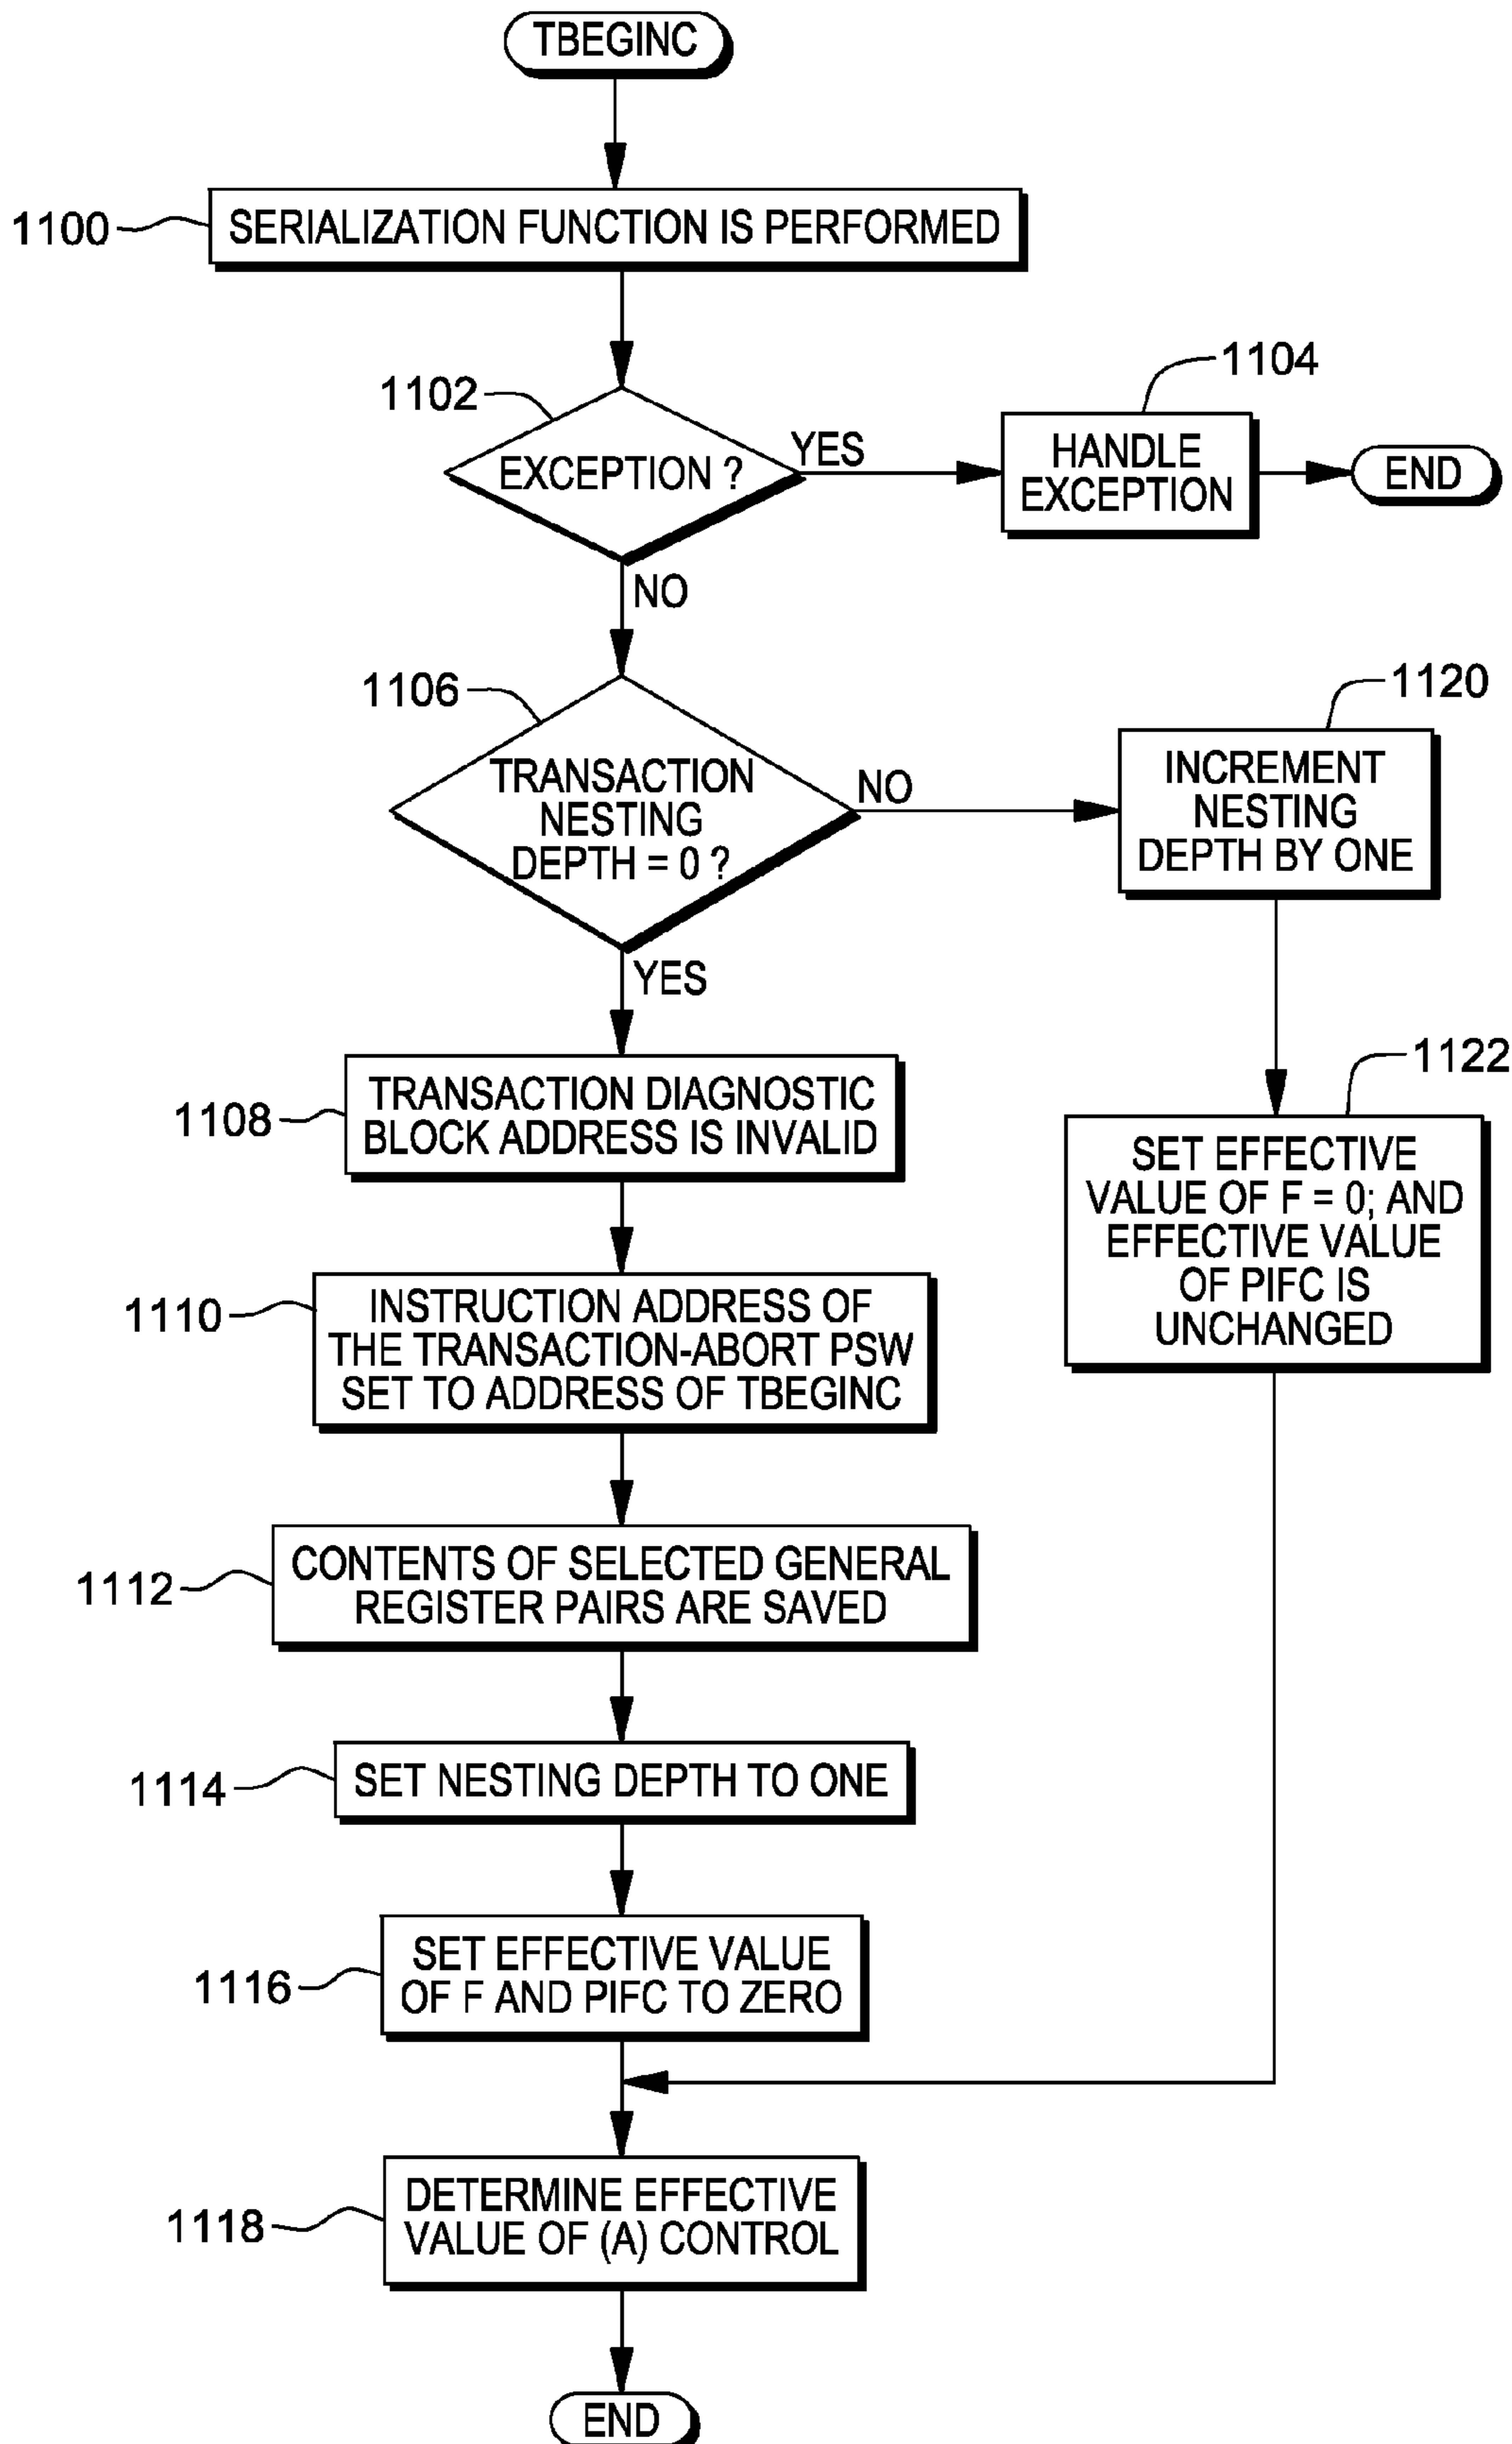 TBEGINC
1100
SERIALIZATION FUNCTION IS PERFORMED
1102
EXCEPTION ?
YES
1104
HANDLE
EXCEPTION
END
NO
1106
TRANSACTION
NESTING
DEPTH = 0 ?
NO
1120
INCREMENT
NESTING
DEPTH BY ONE
YES
1122
SET EFFECTIVE
VALUE OF F = 0; AND
EFFECTIVE VALUE
OF PIFC IS
UNCHANGED
1108
TRANSACTION DIAGNOSTIC
BLOCK ADDRESS IS INVALID
1110
INSTRUCTION ADDRESS OF
THE TRANSACTION-ABORT PSW
SET TO ADDRESS OF TBEGINC
1112
CONTENTS OF SELECTED GENERAL
REGISTER PAIRS ARE SAVED
1114
SET NESTING DEPTH TO ONE
1116
SET EFFECTIVE VALUE
OF F AND PIFC TO ZERO
1118
DETERMINE EFFECTIVE
VALUE OF (A) CONTROL
END